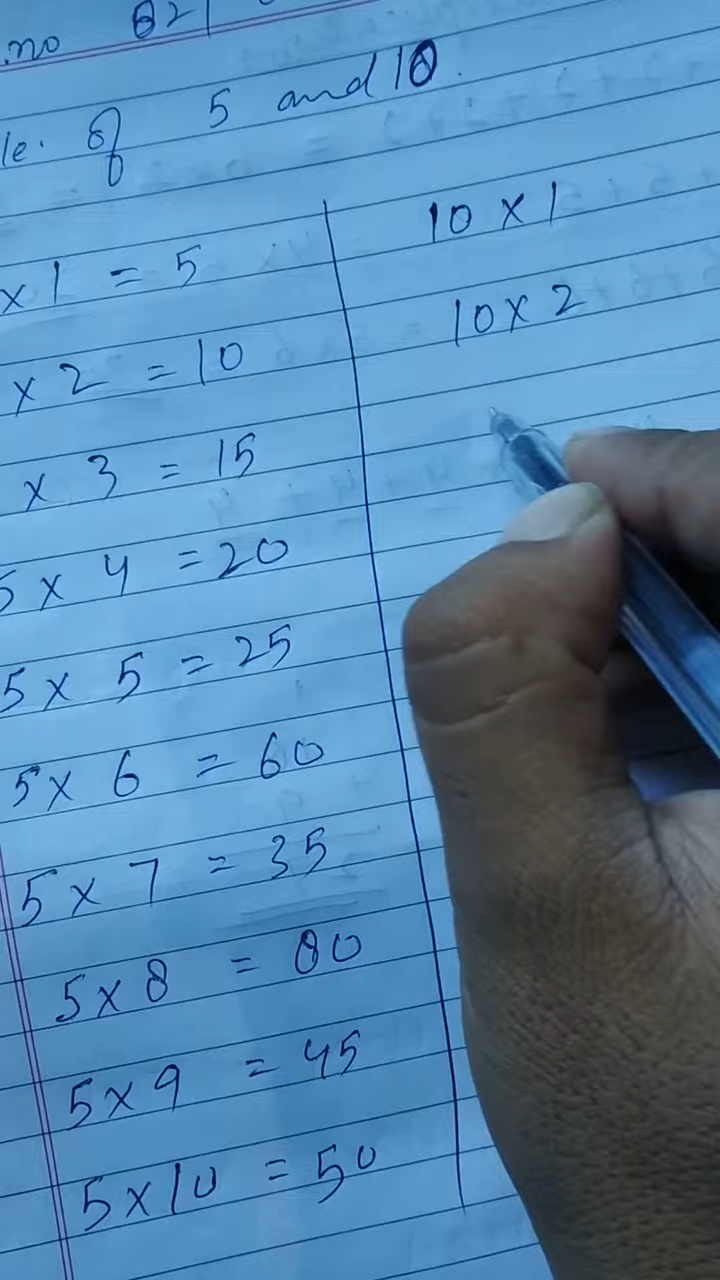 .no 821
le. of 5 and 10.
x 1 = 5
x 2 = 10
x 3 = 15
5 x 4 = 20
5 x 5 = 25
5 x 6 = 60
5 x 7 = 35
5 x 8 = 80
5 x 9 = 45
5 x 10 = 50
10 x 1
10 x 2